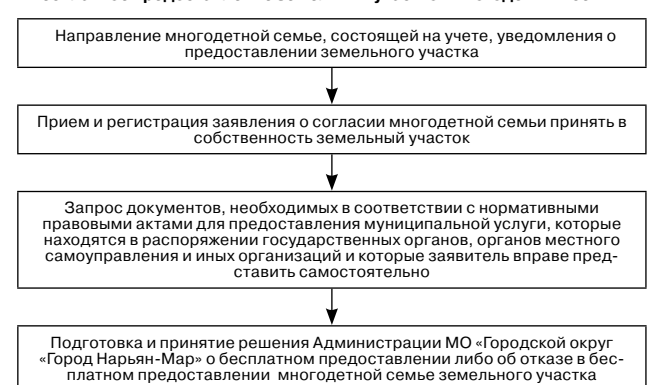 Направление многодетной семье, состоящей на учете, уведомления о
предоставлении земельного участка
Прием и регистрация заявления о согласии многодетной семьи принять в
собственность земельный участок
Запрос документов, необходимых в соответствии с нормативными
правовыми актами для предоставления муниципальной услуги, которые
находятся в распоряжении государственных органов, органов местного
самоуправления и иных организаций и которые заявитель вправе пред-
ставить самостоятельно
Подготовка и принятие решения Администрации МО «Городской округ
«Город Нарьян-Мар» о бесплатном предоставлении либо об отказе в бес-
платном предоставлении многодетной семье земельного участка